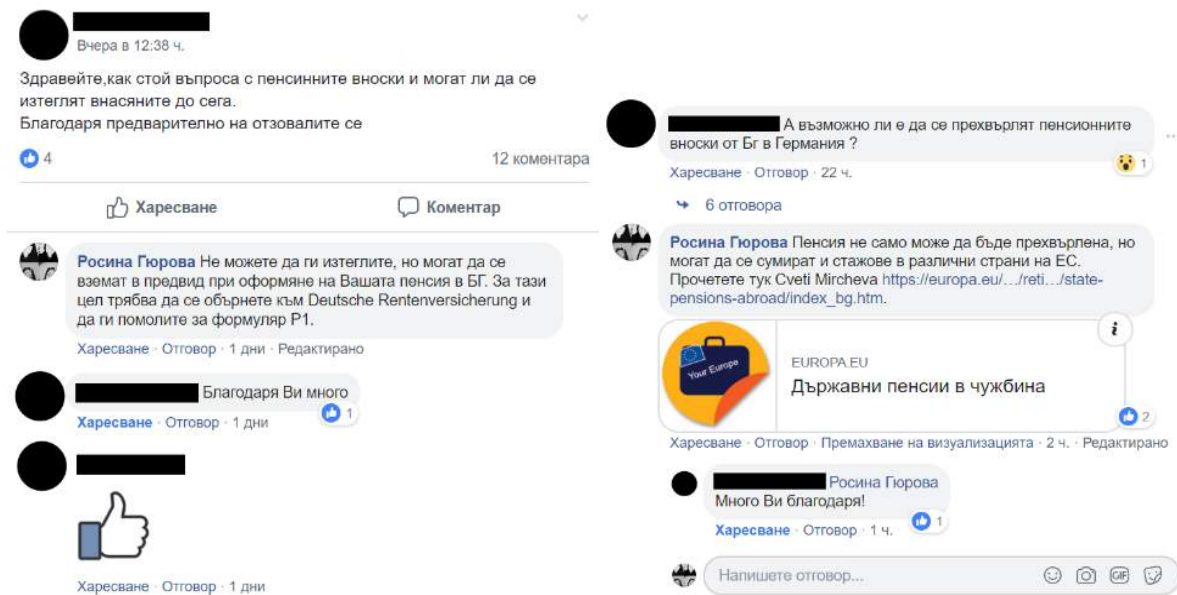 Вчера в 12:38 ч.
Здравейте,как стой въпроса с пенсинните вноски и могат ли да се
изтеглят внасяните до сега.
Благодаря предварително на отзовалите се
4
12 коментара
Харесване
Коментар
Росина Гюрова Не можете да ги изтеглите, но могат да се
вземат в предвид при оформяне на Вашата пенсия в БГ. За тази
цел трябва да се обърнете към Deutsche Rentenversicherung и
да ги помолите за формуляр P1.
Харесване · Отговор · 1 дни · Редактирано
Благодаря Ви много
1
Харесване · Отговор · 1 дни
Харесване · Отговор · 1 дни
А възможно ли е да се прехвърлят пенсионните
вноски от Бг в Германия ?
1
Харесване · Отговор · 22 ч.
6 отговора
Росина Гюрова Пенсия не само може да бъде прехвърлена, но
могат да се сумират и стажове в различни страни на ЕС.
Прочетете тук Cveti Mircheva https://europa.eu/.../reti.../state-
pensions-abroad/index_bg.htm.
i
Your Europe
EUROPA.EU
Държавни пенсии в чужбина
2
Харесване · Отговор · Премахване на визуализацията · 2 ч. · Редактирано
Росина Гюрова
Много Ви благодаря!
1
Харесване · Отговор · 1 ч.
Напишете отговор...
GIF